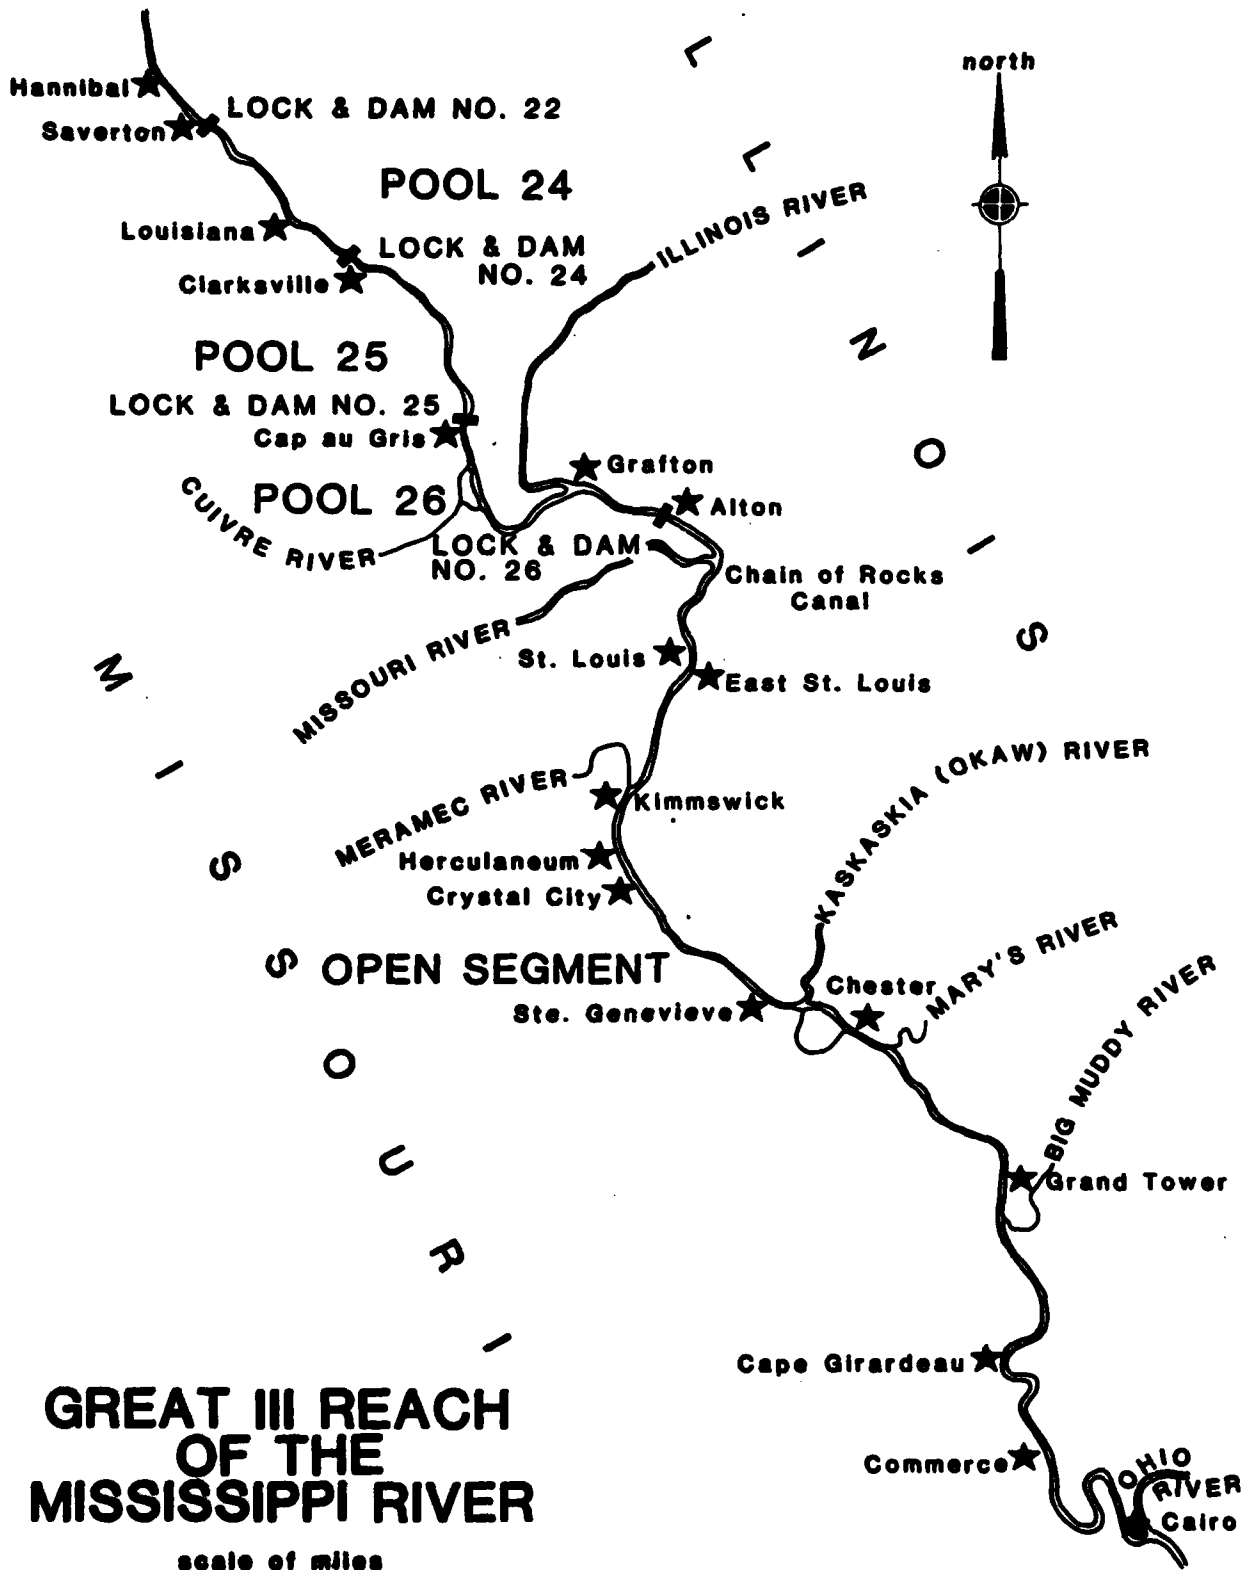 north
Hannibal
LOCK & DAM NO. 22
Saverton
POOL 24
ILLINOIS RIVER
Louisiana
LOCK & DAM
NO. 24
Clarksville
POOL 25
LOCK & DAM NO. 25
Cap au Gris
Grafton
POOL 26
Alton
CUIVRE RIVER
LOCK & DAM
NO. 26
Chain of Rocks
Canal
ILLINOIS
MISSOURI RIVER
St. Louis
East St. Louis
KASKASKIA (OKAW) RIVER
MERAMEC RIVER
Kimmswick
Herculaneum
Crystal City
MARY'S RIVER
OPEN SEGMENT
Chester
Ste. Genevieve
BIG MUDDY RIVER
MISSOURI
Grand Tower
Cape Girardeau
Commerce
OHIO
RIVER
Cairo
GREAT III REACH
OF THE
MISSISSIPPI RIVER
scale of miles